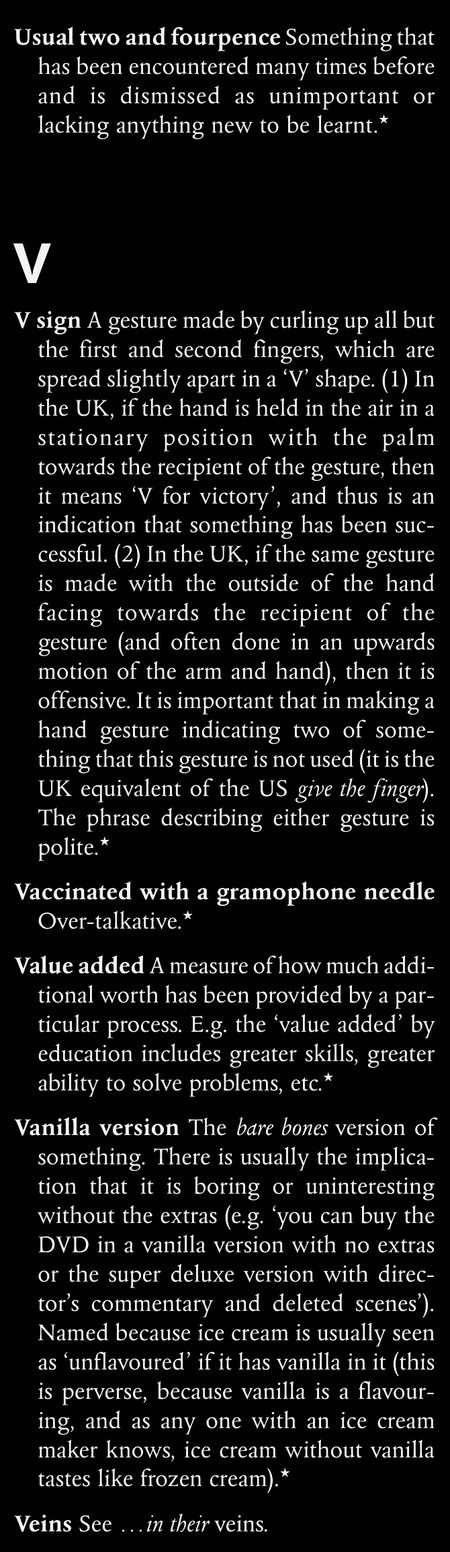 Usual two and fourpence Something that
has been encountered many times before
and is dismissed as unimportant or
lacking anything new to be learnt.★
V
V sign A gesture made by curling up all but
the first and second fingers, which are
spread slightly apart in a ‘V’ shape. (1) In
the UK, if the hand is held in the air in a
stationary position with the palm
towards the recipient of the gesture, then
it means ‘V for victory’, and thus is an
indication that something has been suc-
cessful. (2) In the UK, if the same gesture
is made with the outside of the hand
facing towards the recipient of the
gesture (and often done in an upwards
motion of the arm and hand), then it is
offensive. It is important that in making a
hand gesture indicating two of some-
thing that this gesture is not used (it is the
UK equivalent of the US give the finger).
The phrase describing either gesture is
polite.★
Vaccinated with a gramophone needle
Over-talkative.★
Value added A measure of how much addi-
tional worth has been provided by a par-
ticular process. E.g. the ‘value added’ by
education includes greater skills, greater
ability to solve problems, etc.★
Vanilla version The bare bones version of
something. There is usually the implica-
tion that it is boring or uninteresting
without the extras (e.g. ‘you can buy the
DVD in a vanilla version with no extras
or the super deluxe version with direc-
tor’s commentary and deleted scenes’).
Named because ice cream is usually seen
as ‘unflavoured’ if it has vanilla in it (this
is perverse, because vanilla is a flavour-
ing, and as any one with an ice cream
maker knows, ice cream without vanilla
tastes like frozen cream).★
Veins See …in their veins.